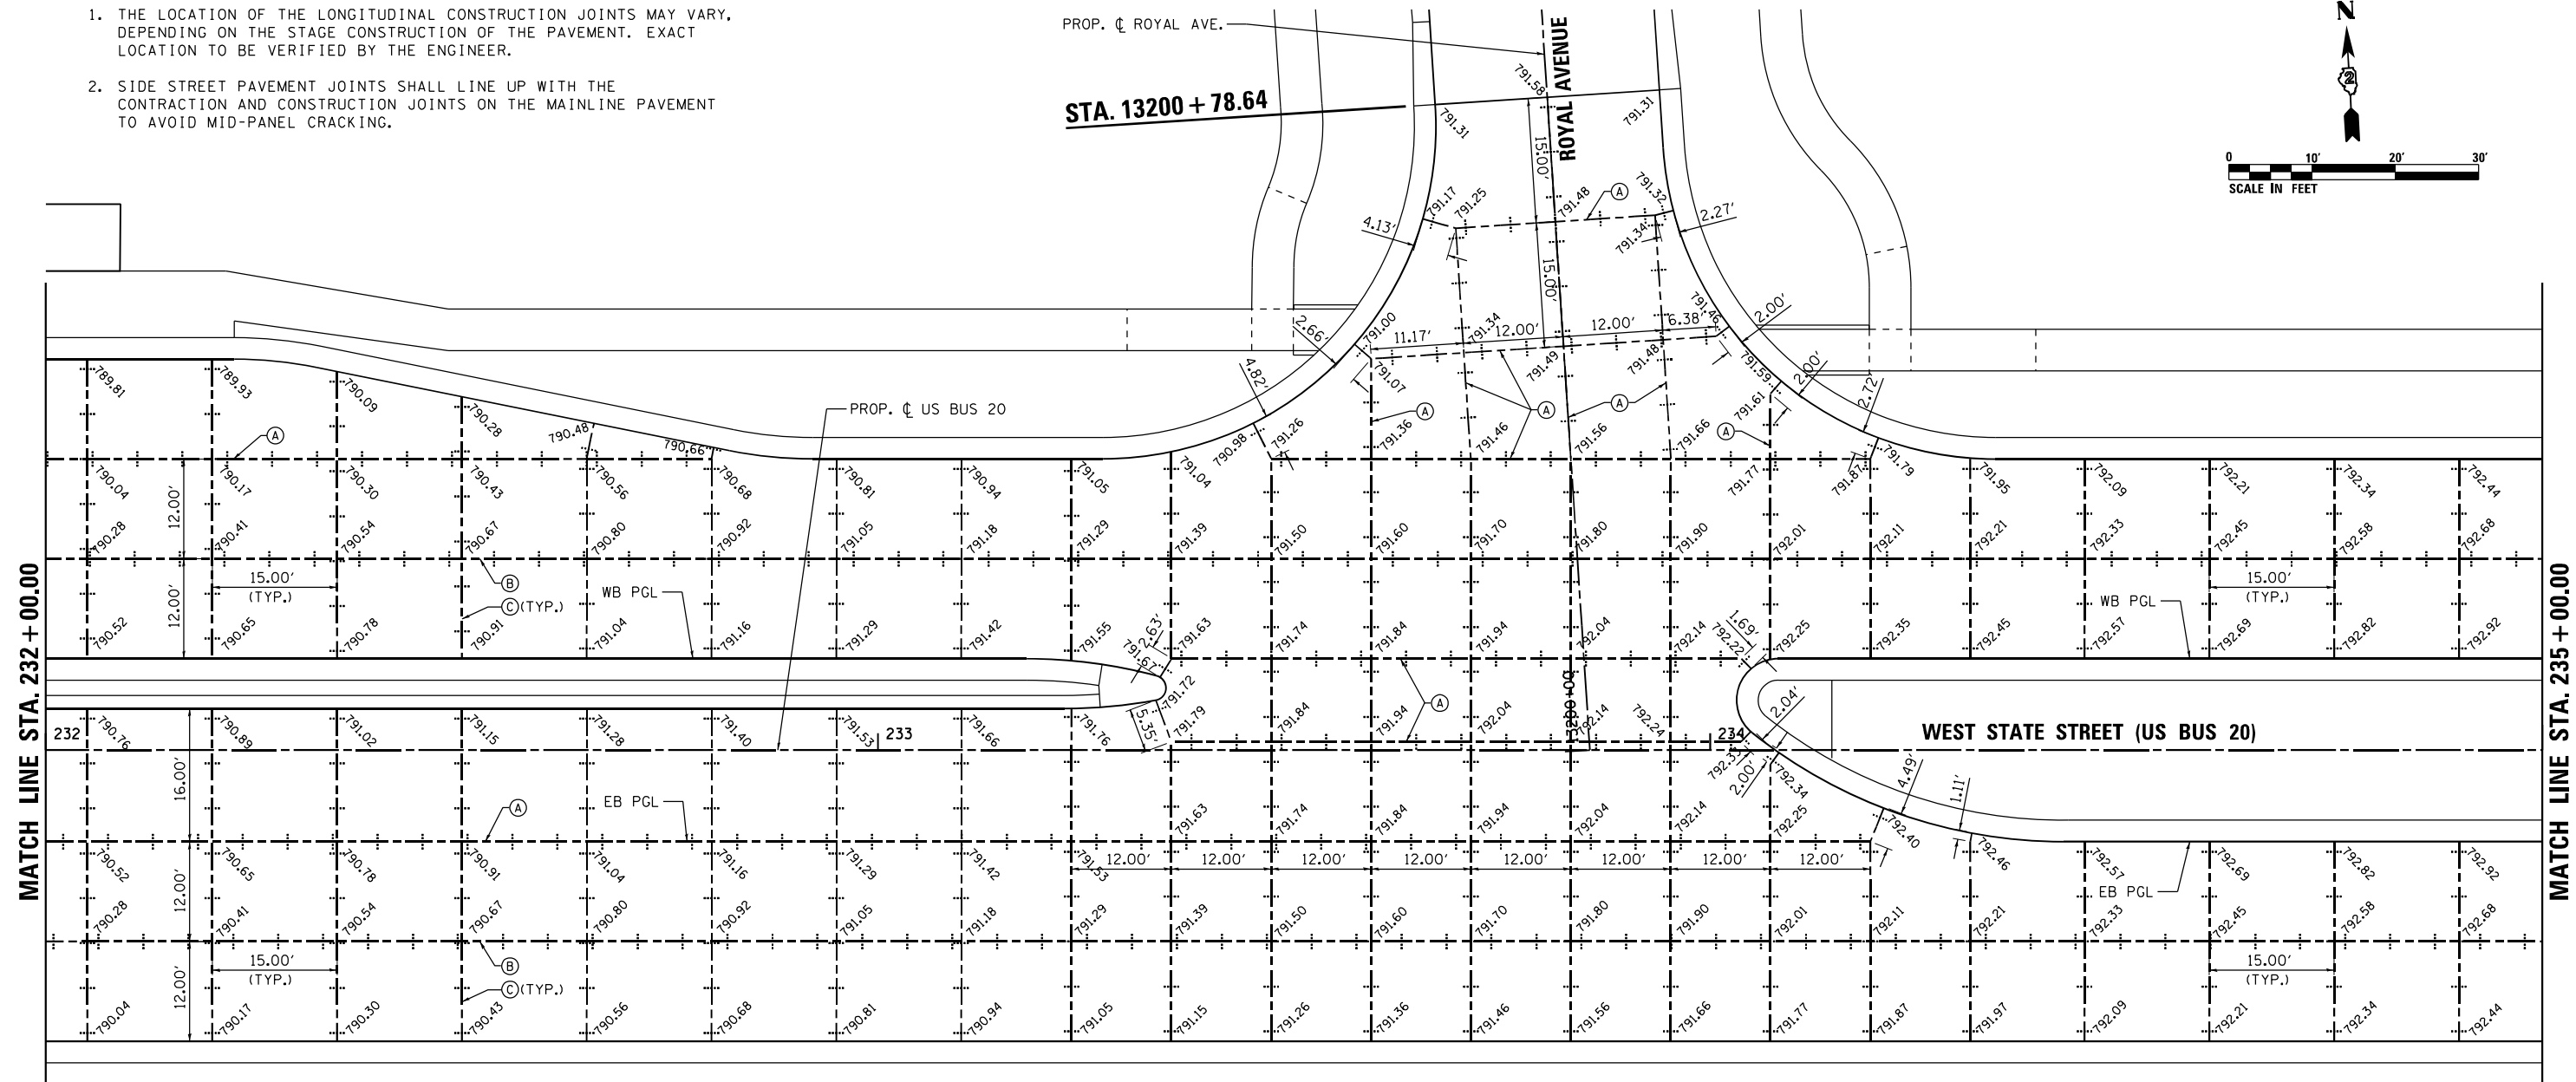 1. THE LOCATION OF THE LONGITUDINAL CONSTRUCTION JOINTS MAY VARY,
DEPENDING ON THE STAGE CONSTRUCTION OF THE PAVEMENT. EXACT
LOCATION TO BE VERIFIED BY THE ENGINEER.
2. SIDE STREET PAVEMENT JOINTS SHALL LINE UP WITH THE
CONTRACTION AND CONSTRUCTION JOINTS ON THE MAINLINE PAVEMENT
TO AVOID MID-PANEL CRACKING.
PROP. ℄ ROYAL AVE.
STA. 13200+78.64
ROYAL AVENUE
N
2
0 10' 20' 30'
SCALE IN FEET
791.58
791.31 791.31
15.00'
791.17 791.25 791.48 A 791.32
4.13' 791.34 2.27'
15.00'
2.66' 791.00 11.17' 791.34 12.00' 12.00' 6.38' 791.46 2.00'
4.82' 791.07 791.49 791.48 791.59 2.00' 2.72'
A A A 791.61 A
PROP. ℄ US BUS 20
789.81 789.93 790.09 790.28 790.48 790.66 790.98 791.26 791.36 791.46 791.56 791.66 791.77 791.87 791.79
A
790.04 790.17 790.30 790.43 790.56 790.68 790.81 790.94 791.05 791.04 791.95 792.09 792.21 792.34 792.44
12.00'
790.28 790.41 790.54 790.67 790.80 790.92 791.05 791.18 791.29 791.39 791.50 791.60 791.70 791.80 791.90 792.01 792.11 792.21 792.33 792.45 792.58 792.68
12.00'
15.00'
(TYP.)
B
C (TYP.)
WB PGL
15.00'
(TYP.)
WB PGL
790.52 790.65 790.78 790.91 791.04 791.16 791.29 791.42 791.55 2.63' 791.63 791.74 791.84 791.94 792.04 792.14 1.69' 792.25 792.35 792.45 792.57 792.69 792.82 792.92
791.67 792.22
791.72
5.35'
A
13200+00
2.04'
MATCH LINE STA. 232+00.00
MATCH LINE STA. 235+00.00
232 233 234
WEST STATE STREET (US BUS 20)
790.76 790.89 791.02 791.15 791.28 791.40 791.53 791.66 791.76 791.79 791.84 791.94 792.04 792.14 792.24
2.00' 792.34
16.00'
A
EB PGL
4.49' 1.11'
791.63 791.74 791.84 791.94 792.04 792.14 792.25 792.40 792.46
790.52 790.65 790.78 790.91 791.04 791.16 791.29 791.42 791.53 792.57 792.69 792.82 792.92
12.00' 12.00' 12.00' 12.00' 12.00' 12.00' 12.00' 12.00'
EB PGL
12.00'
790.28 790.41 790.54 790.67 790.80 790.92 791.05 791.18 791.29 791.39 791.50 791.60 791.70 791.80 791.90 792.01 792.11 792.21 792.33 792.45 792.58 792.68
12.00'
15.00'
(TYP.)
B
C (TYP.)
15.00'
(TYP.)
790.04 790.17 790.30 790.43 790.56 790.68 790.81 790.94 791.05 791.15 791.26 791.36 791.46 791.56 791.66 791.77 791.87 791.97 792.09 792.21 792.34 792.44